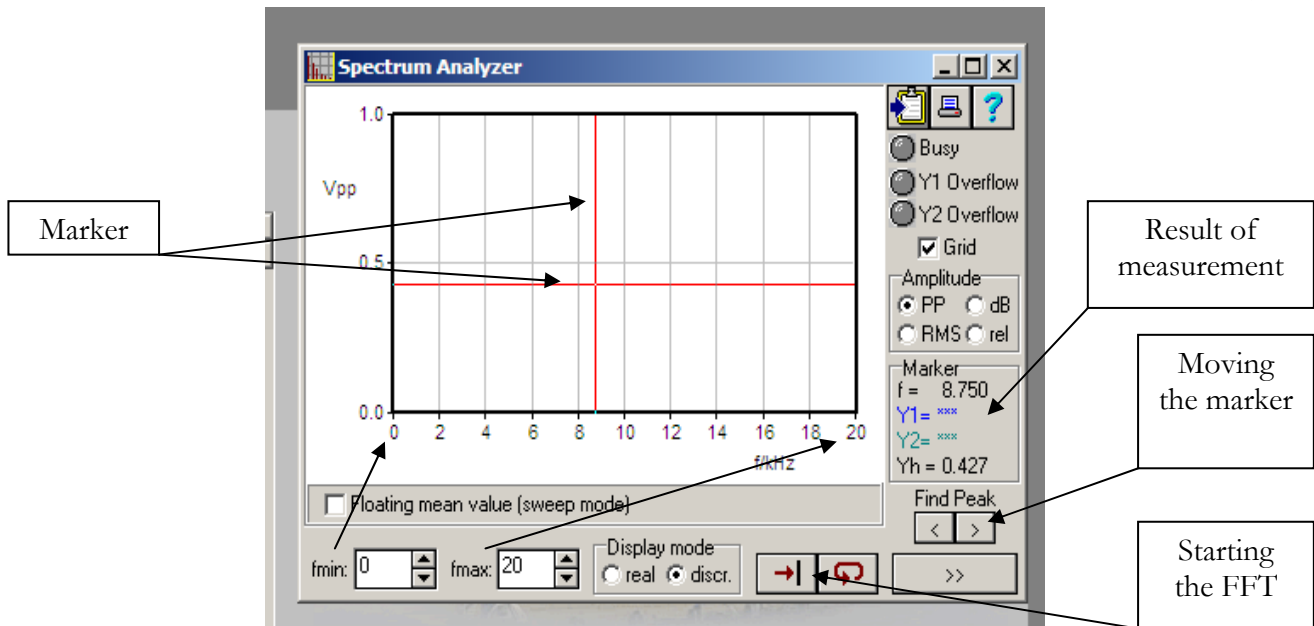 Spectrum Analyzer
1.0
Vpp
0.5
0.0
0 2 4 6 8 10 12 14 16 18 20
f/kHz
Floating mean value (sweep mode)
fmin: 0
fmax: 20
Display mode
real discr.
>>
?
Busy
Y1 Overflow
Y2 Overflow
Grid
Amplitude
PP dB
RMS rel
Marker
f = 8.750
Y1= ***
Y2= ***
Yh = 0.427
Find Peak
< >
Marker
Result of
measurement
Moving
the marker
Starting
the FFT